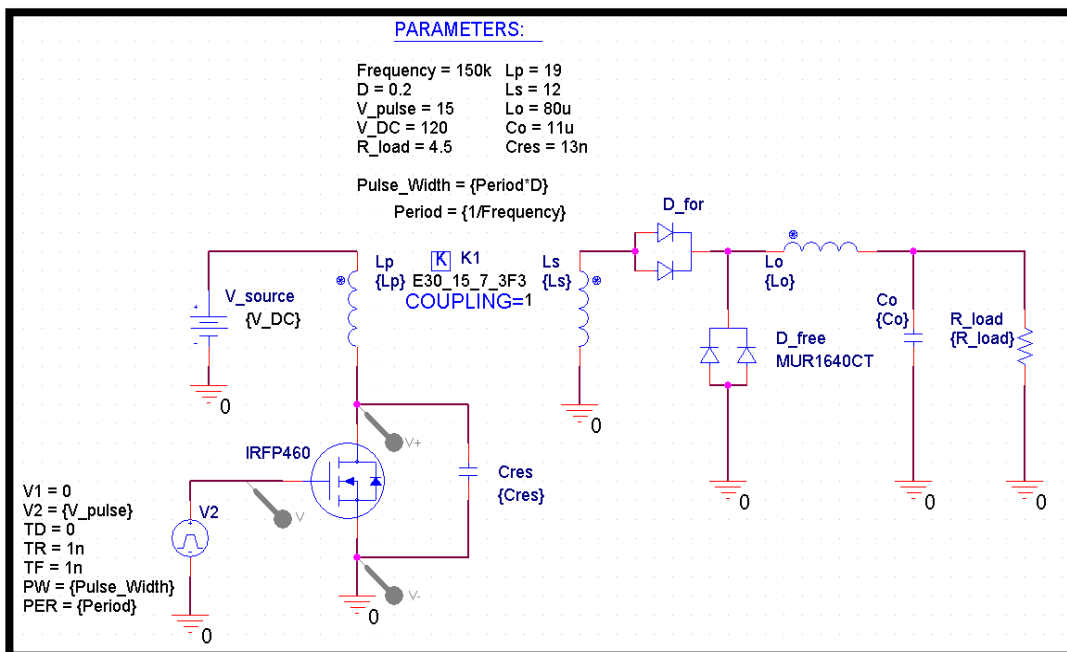 PARAMETERS:
Frequency = 150k Lp = 19
D = 0.2 Ls = 12
V_pulse = 15 Lo = 80u
V_DC = 120 Co = 11u
R_load = 4.5 Cres = 13n
Pulse_Width = {Period*D}
Period = {1/Frequency}
D_for
Lp
{Lp}
K K1
E30_15_7_3F3
COUPLING=1
Ls
{Ls}
Lo
{Lo}
+
V_source
{V_DC}
-
0
0
D_free
MUR1640CT
Co
{Co}
R_load
{R_load}
0
0
0
IRFP460
V+
Cres
{Cres}
V
V-
0
V1 = 0
V2 = {V_pulse}
TD = 0
TR = 1n
TF = 1n
PW = {Pulse_Width}
PER = {Period}
V2
0